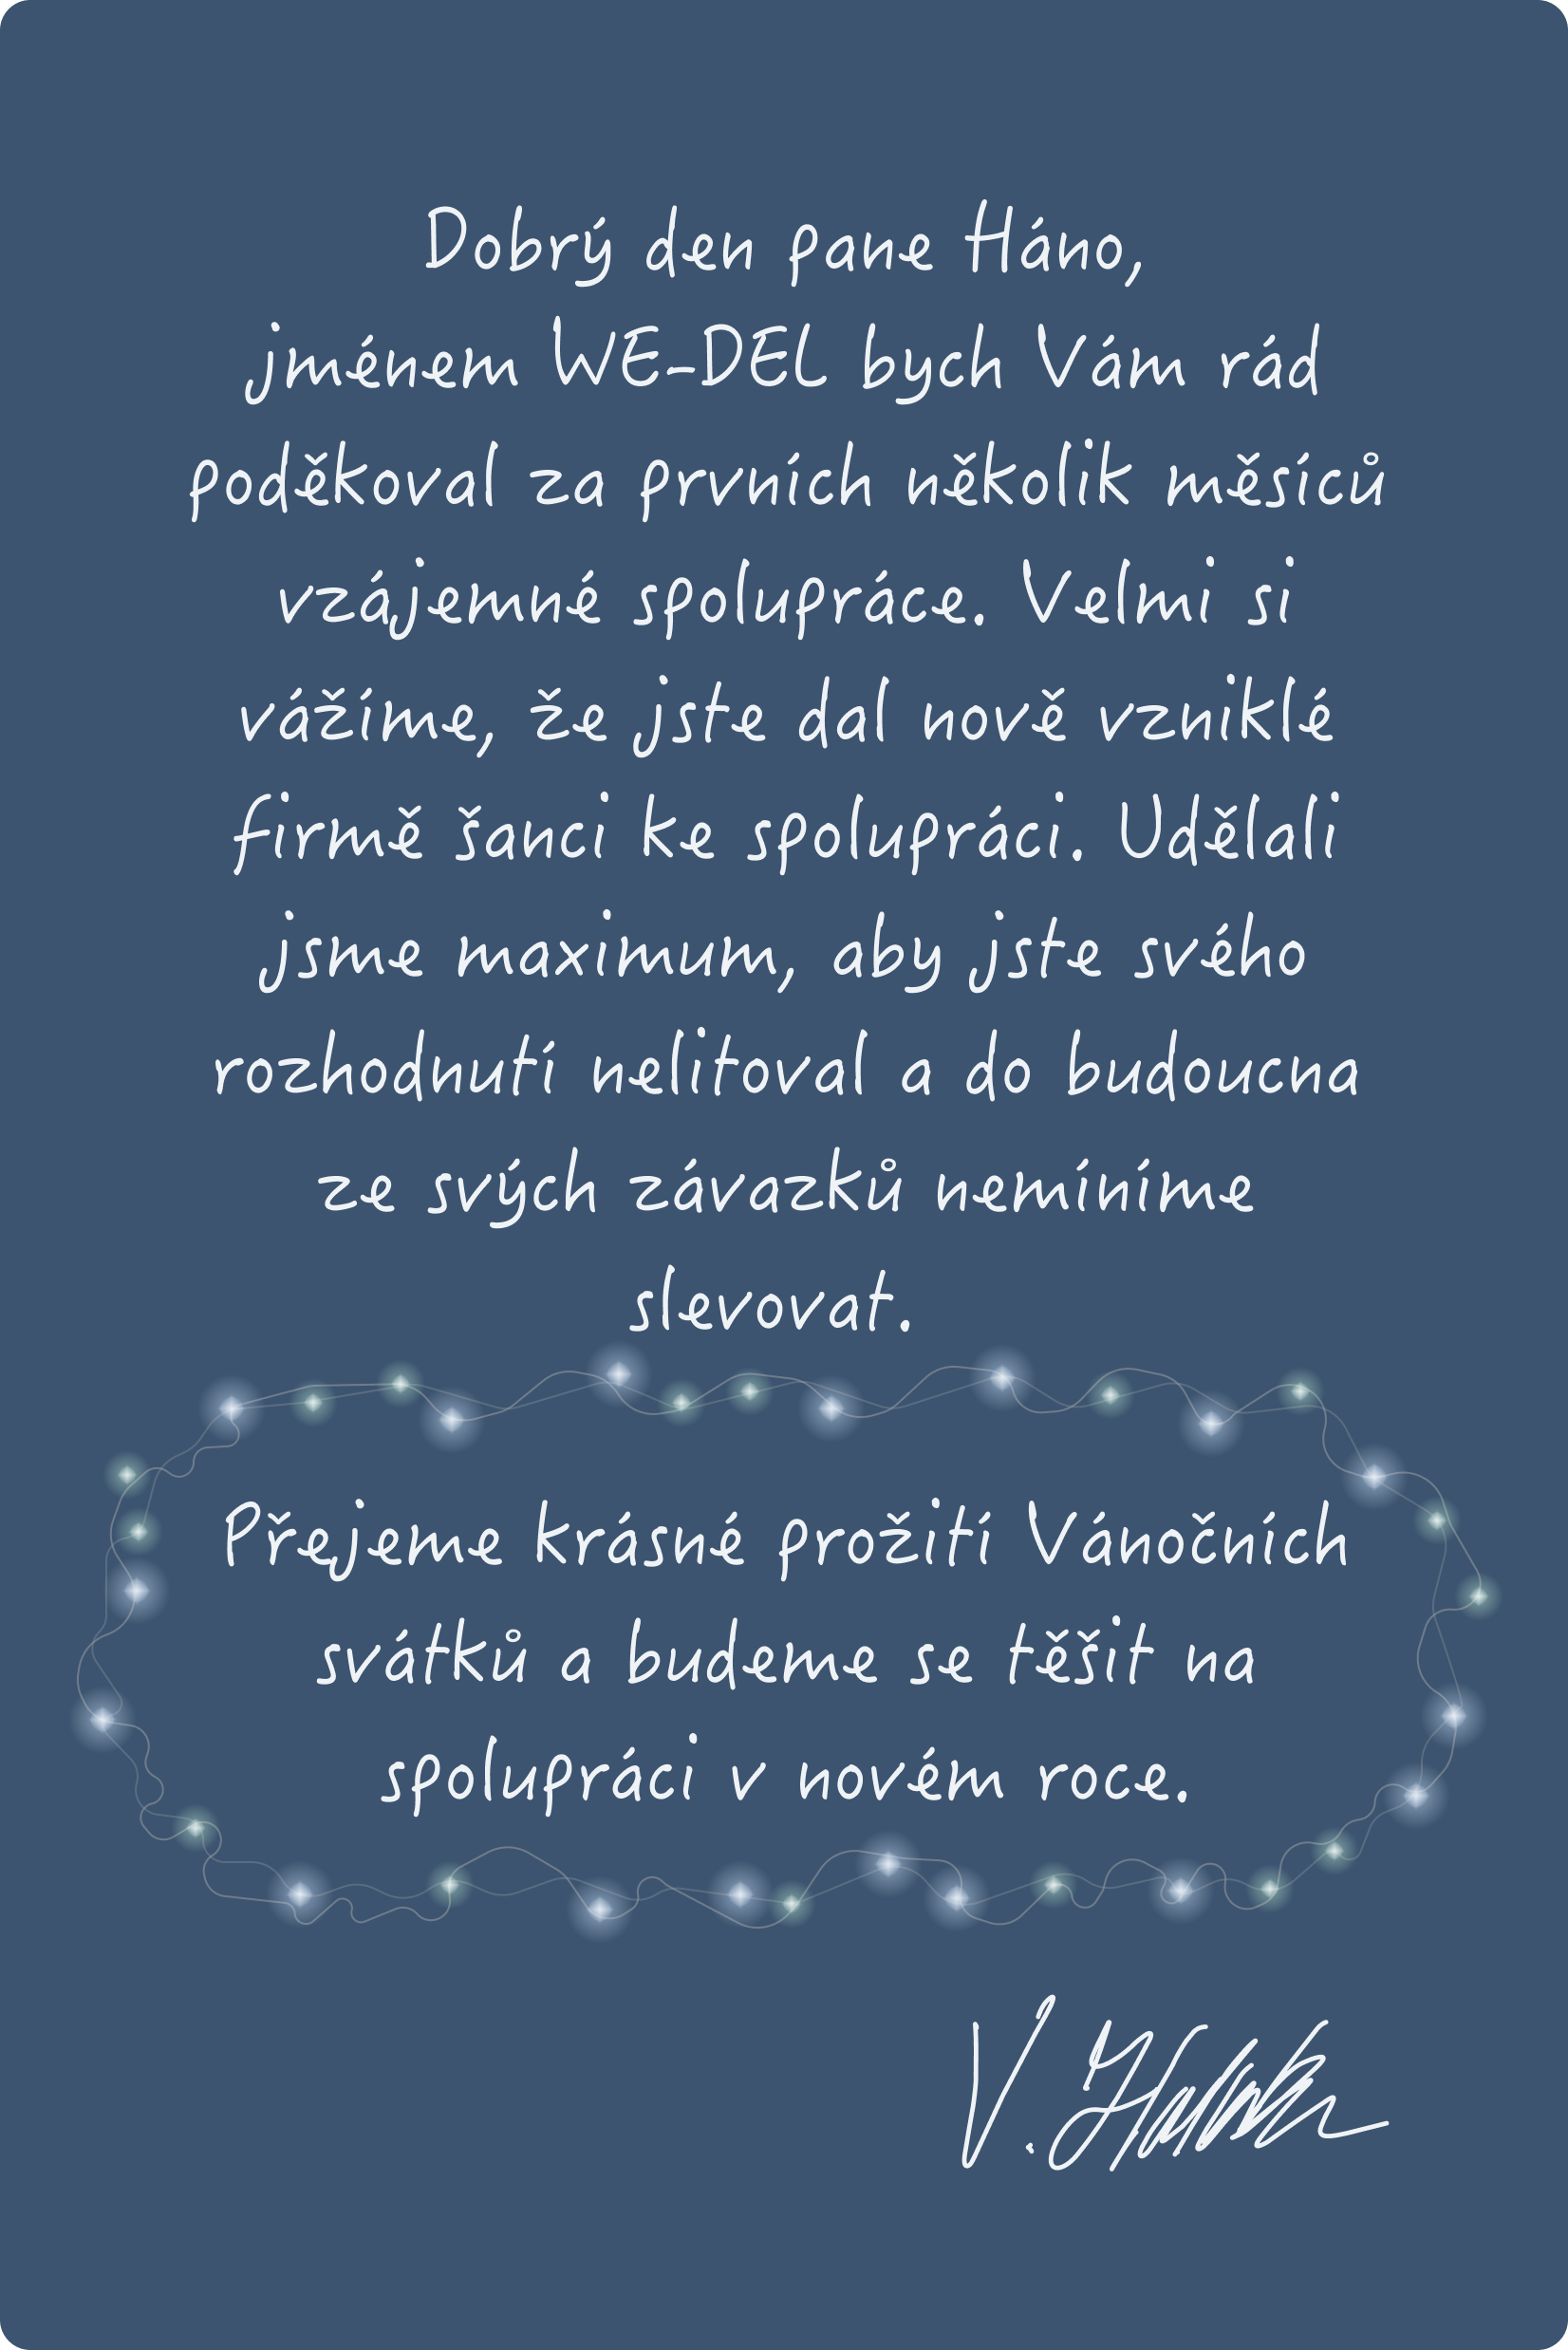 Dobrý den pane Háno,
jménem WE-DEL bych Vám rád
poděkoval za prvních několik měsíců
vzájemné spolupráce. Velmi si
vážíme, že jste dal nově vzniklé
firmě šanci ke spolupráci. Udělali
jsme maximum, aby jste svého
rozhodnutí nelitoval a do budoucna
ze svých závazků nemíníme
slevovat.
Přejeme krásné prožití Vánočních
svátků a budeme se těšit na
spolupráci v novém roce.
V.